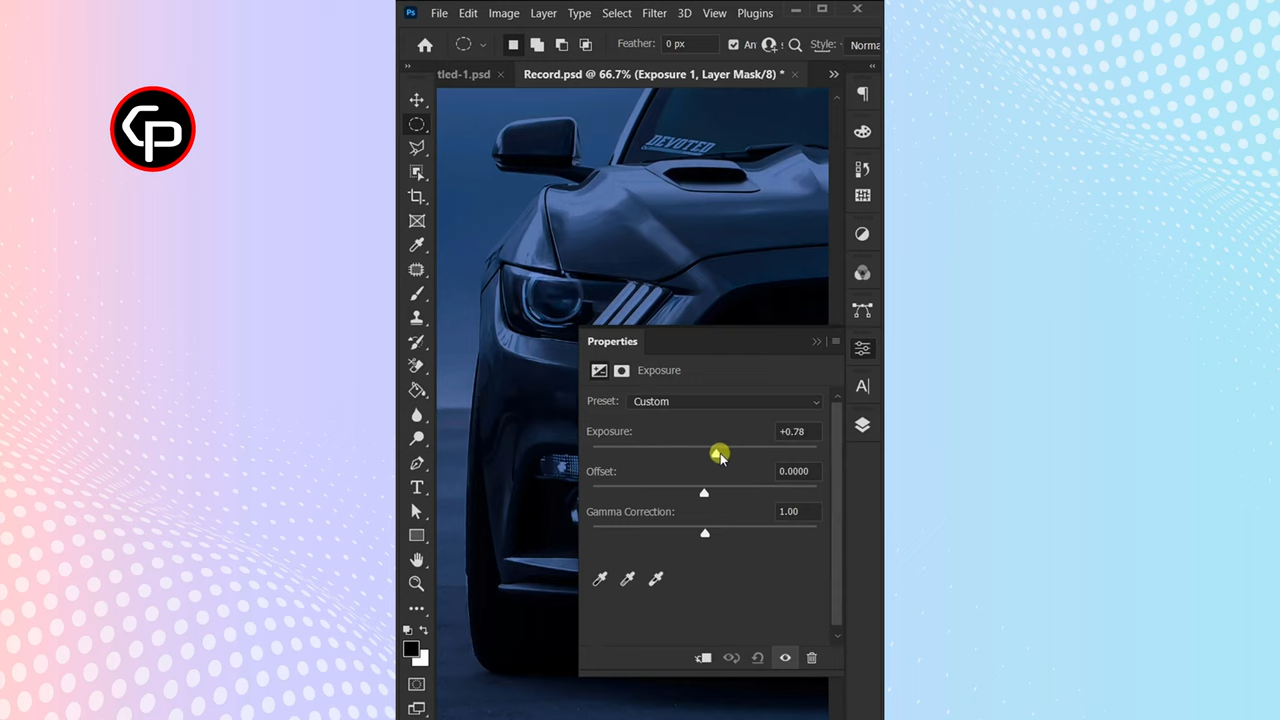 Ps File Edit Image Layer Type Select Filter 3D View Plugins
Feather: 0 px An Style: Norma
tled-1.psd Record.psd @ 66.7% (Exposure 1, Layer Mask/8) *
CP
DEVOTED
Properties
Exposure
Preset: Custom
Exposure: +0.78
Offset: 0.0000
Gamma Correction: 1.00